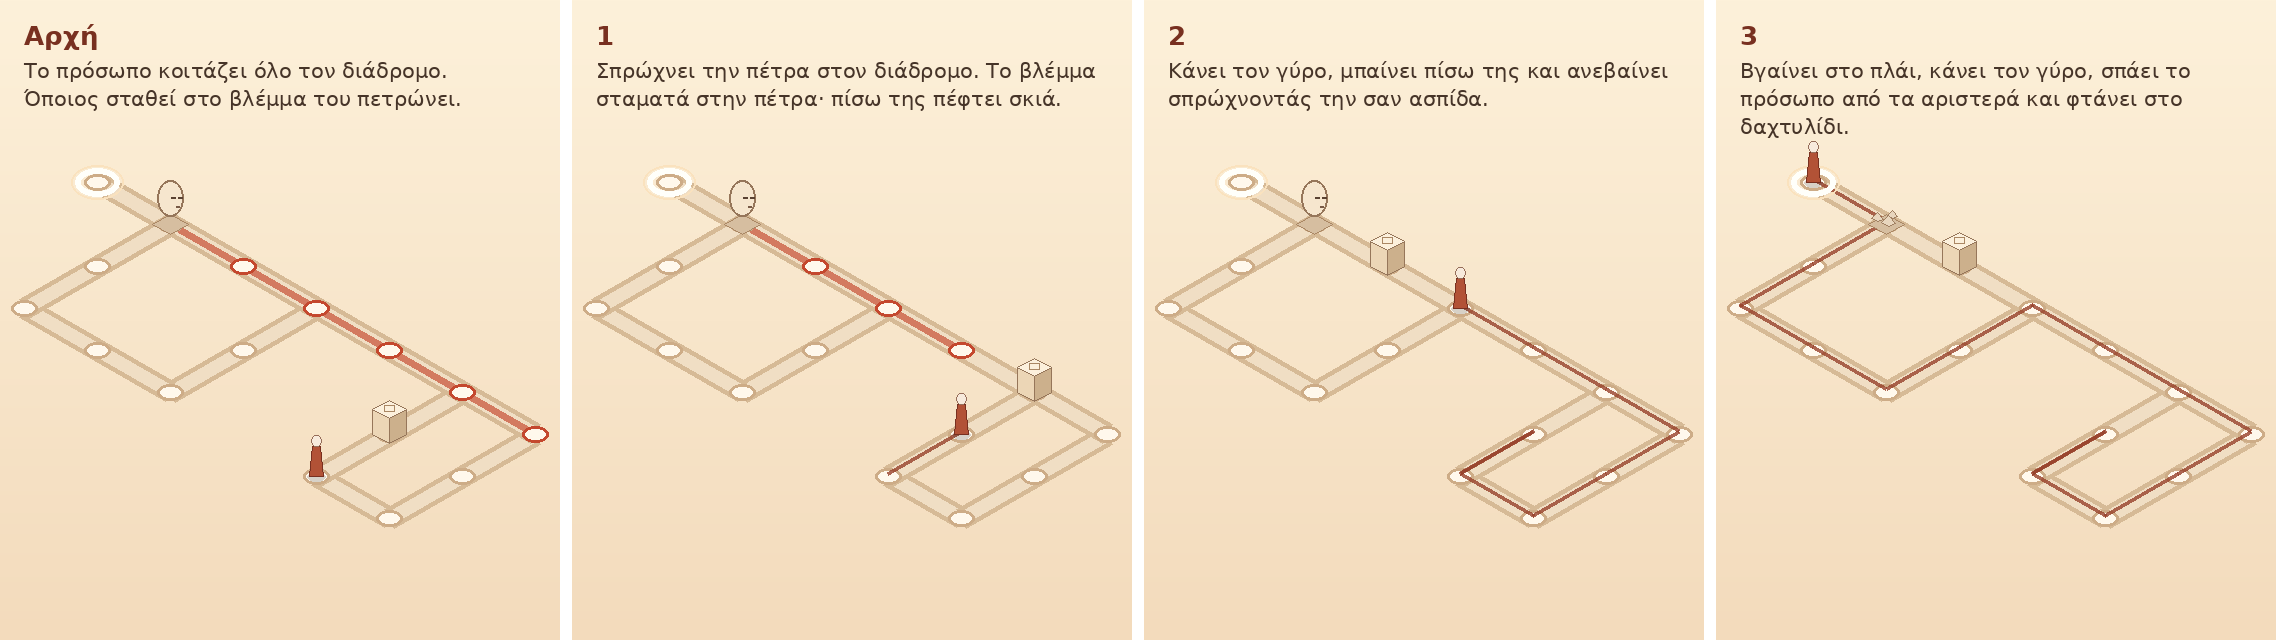 Αρχή
Το πρόσωπο κοιτάζει όλο τον διάδρομο.
Όποιος σταθεί στο βλέμμα του πετρώνει.
1
Σπρώχνει την πέτρα στον διάδρομο. Το βλέμμα
σταματά στην πέτρα· πίσω της πέφτει σκιά.
2
Κάνει τον γύρο, μπαίνει πίσω της και ανεβαίνει
σπρώχνοντάς την σαν ασπίδα.
3
Βγαίνει στο πλάι, κάνει τον γύρο, σπάει το
πρόσωπο από τα αριστερά και φτάνει στο
δαχτυλίδι.